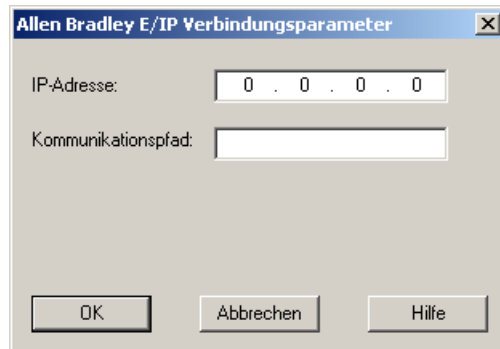 Allen Bradley E/IP Verbindungsparameter
IP-Adresse: 0 . 0 . 0 . 0
Kommunikationspfad:
OK Abbrechen Hilfe